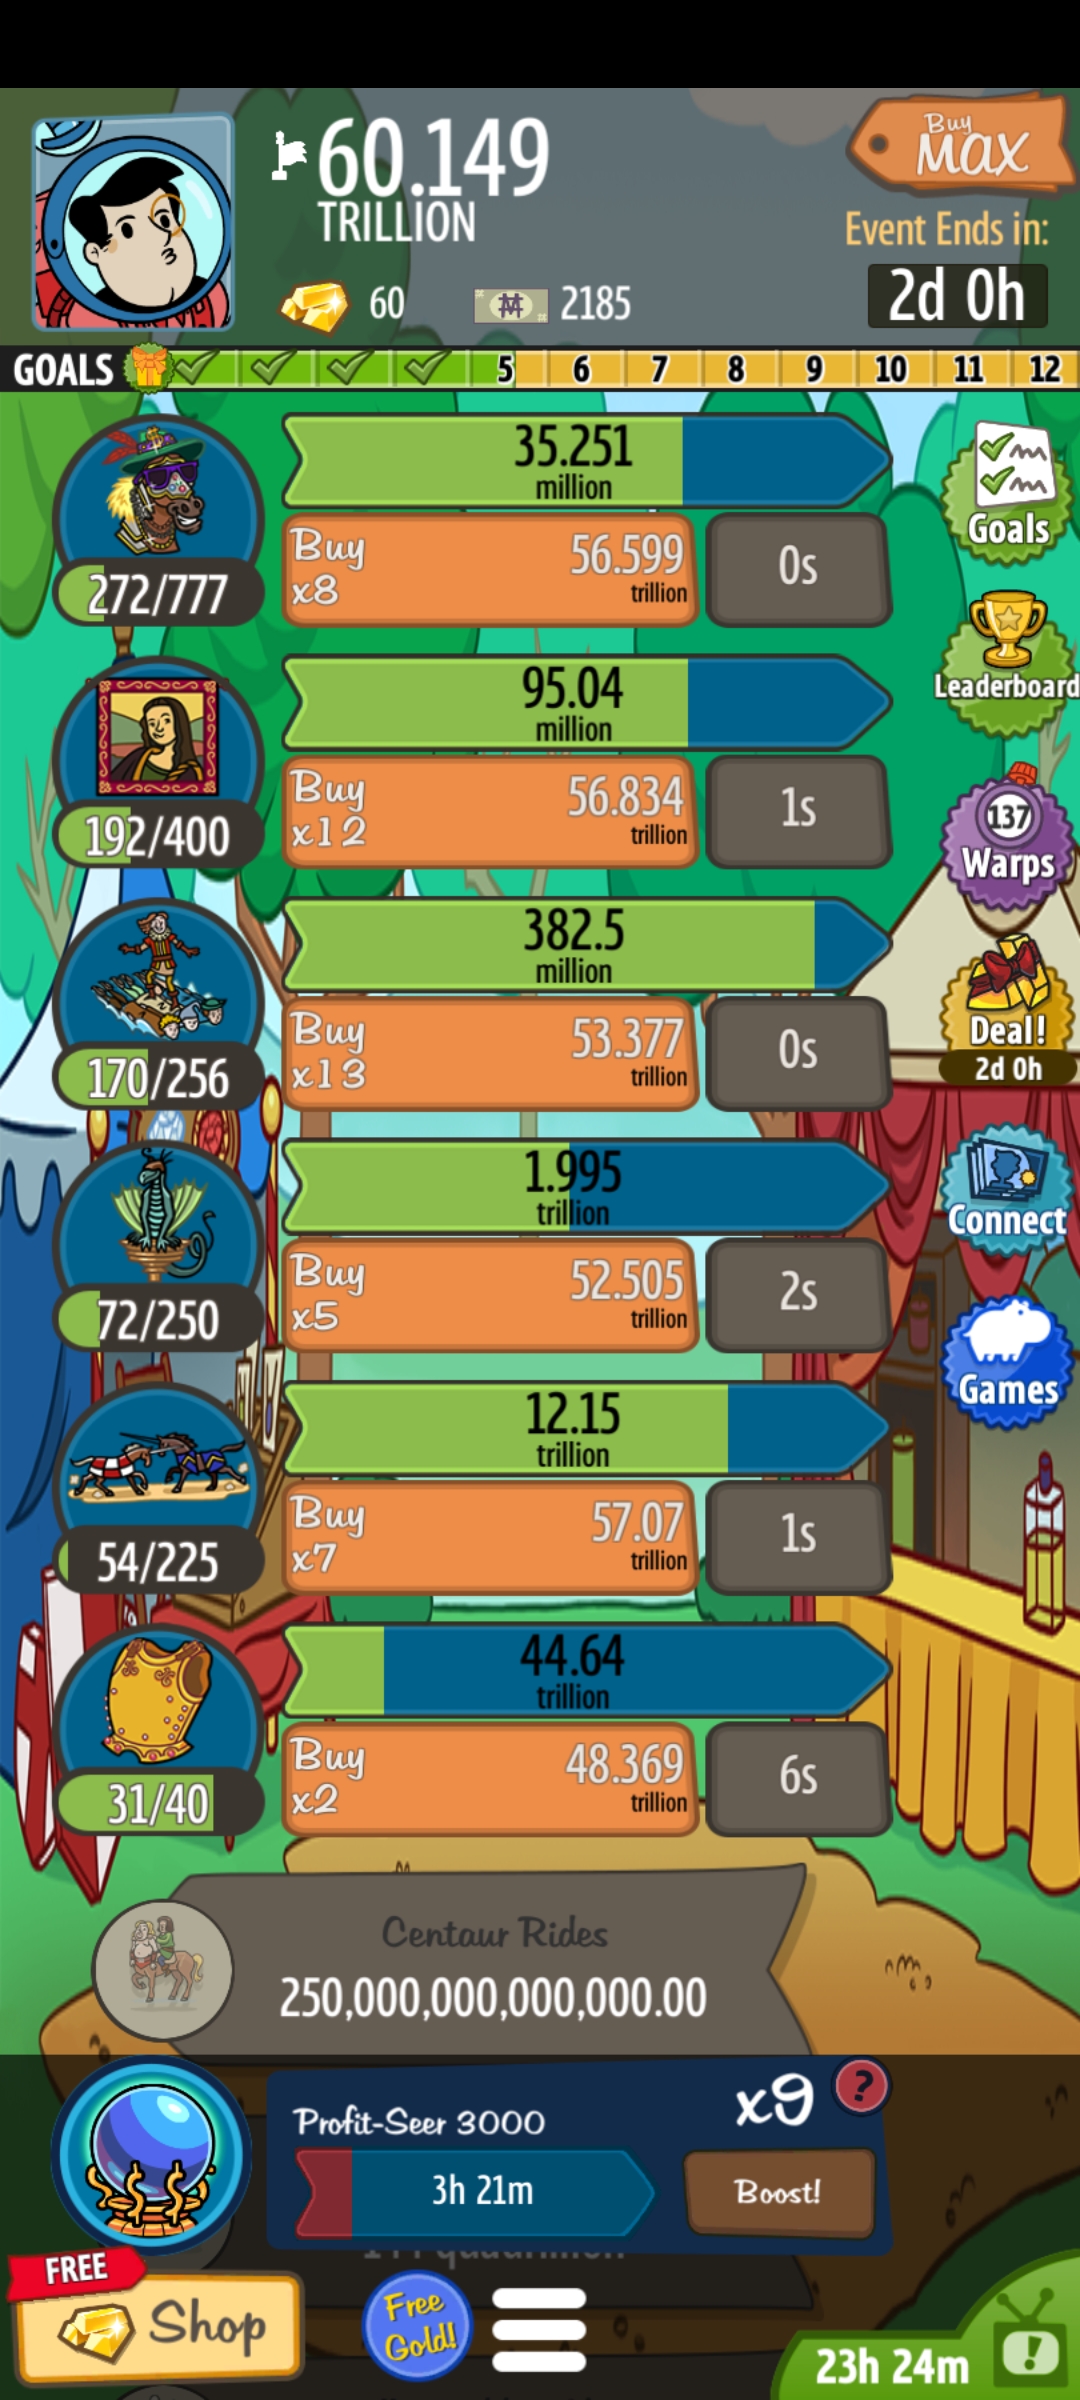 60.149
TRILLION
60
2185
Buy
MAX
Event Ends in:
2d 0h
GOALS
5
6
7
8
9
10
11
12
35.251
million
Buy
x8
56.599
trillion
0s
272/777
Goals
95.04
million
Buy
x12
56.834
trillion
1s
192/400
Leaderboard
382.5
million
Buy
x13
53.377
trillion
0s
170/256
137
Warps
Deal!
2d 0h
1.995
trillion
Buy
x5
52.505
trillion
2s
72/250
Connect
12.15
trillion
Buy
x7
57.07
trillion
1s
54/225
Games
44.64
trillion
Buy
x2
48.369
trillion
6s
31/40
Centaur Rides
250,000,000,000,000.00
Profit-Seer 3000
x9
?
3h 21m
Boost!
FREE
Shop
Free
Gold!
23h 24m
!